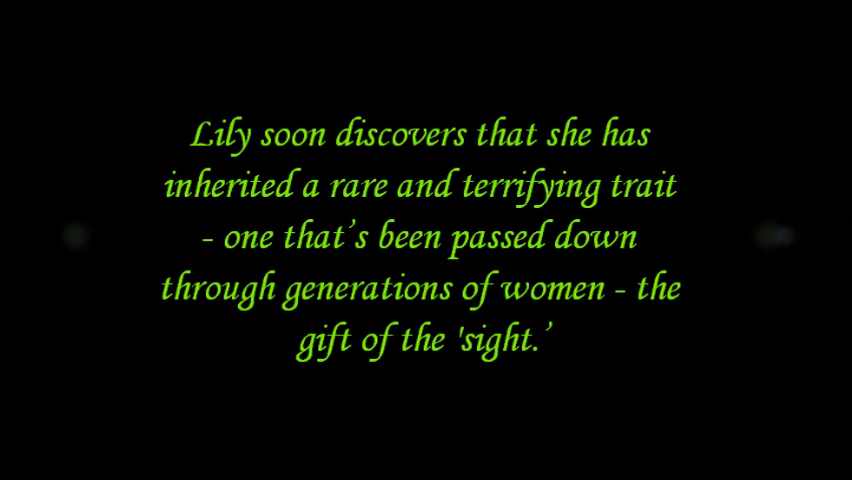 Lily soon discovers that she has
inherited a rare and terrifying trait
- one that’s been passed down
through generations of women - the
gift of the 'sight.’